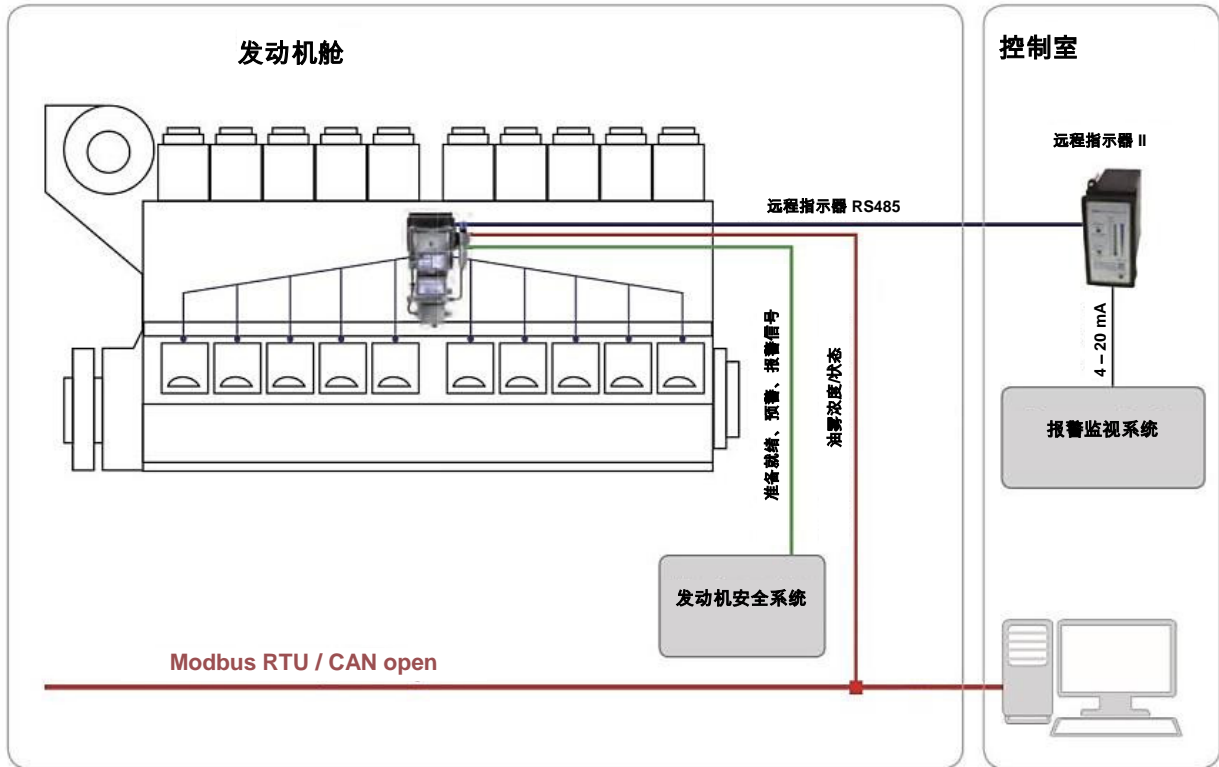 发动机舱
控制室
远程指示器 II
远程指示器 RS485
4 – 20 mA
准备就绪、预警、报警信号
油雾浓度/状态
报警监视系统
发动机安全系统
Modbus RTU / CAN open